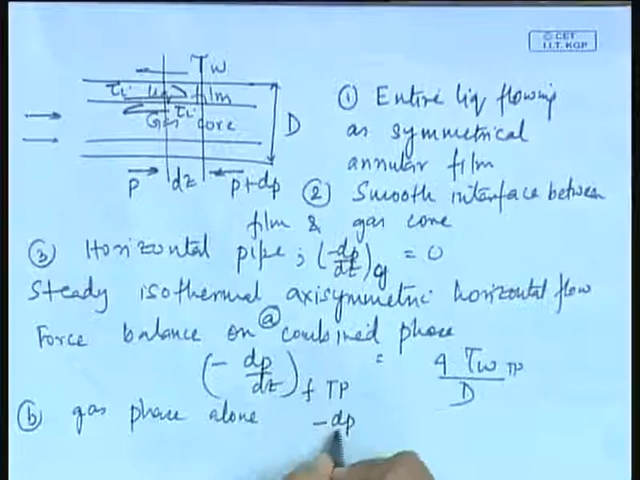 © CET
I.I.T. KGP
τw
τi liq film
τi
Gas core
D
p dz p+dp
① Entire liq flowing
as symmetrical
annular film
② Smooth interface between
film & gas core
③ Horizontal pipe ; (-dp/dz)g = 0
Steady isothermal axisymmetric horizontal flow
Force balance on ⓐ combined phase
(- dp/dz)f TP = 4 τw TP / D
ⓑ gas phase alone -dp